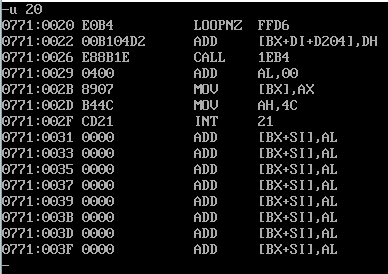 -u 20
0771:0020 E0B4 LOOPNZ FFD6
0771:0022 00B104D2 ADD [BX+DI+D204],DH
0771:0026 E88B1E CALL 1EB4
0771:0029 0400 ADD AL,00
0771:002B 8907 MOV [BX],AX
0771:002D B44C MOV AH,4C
0771:002F CD21 INT 21
0771:0031 0000 ADD [BX+SI],AL
0771:0033 0000 ADD [BX+SI],AL
0771:0035 0000 ADD [BX+SI],AL
0771:0037 0000 ADD [BX+SI],AL
0771:0039 0000 ADD [BX+SI],AL
0771:003B 0000 ADD [BX+SI],AL
0771:003D 0000 ADD [BX+SI],AL
0771:003F 0000 ADD [BX+SI],AL
-